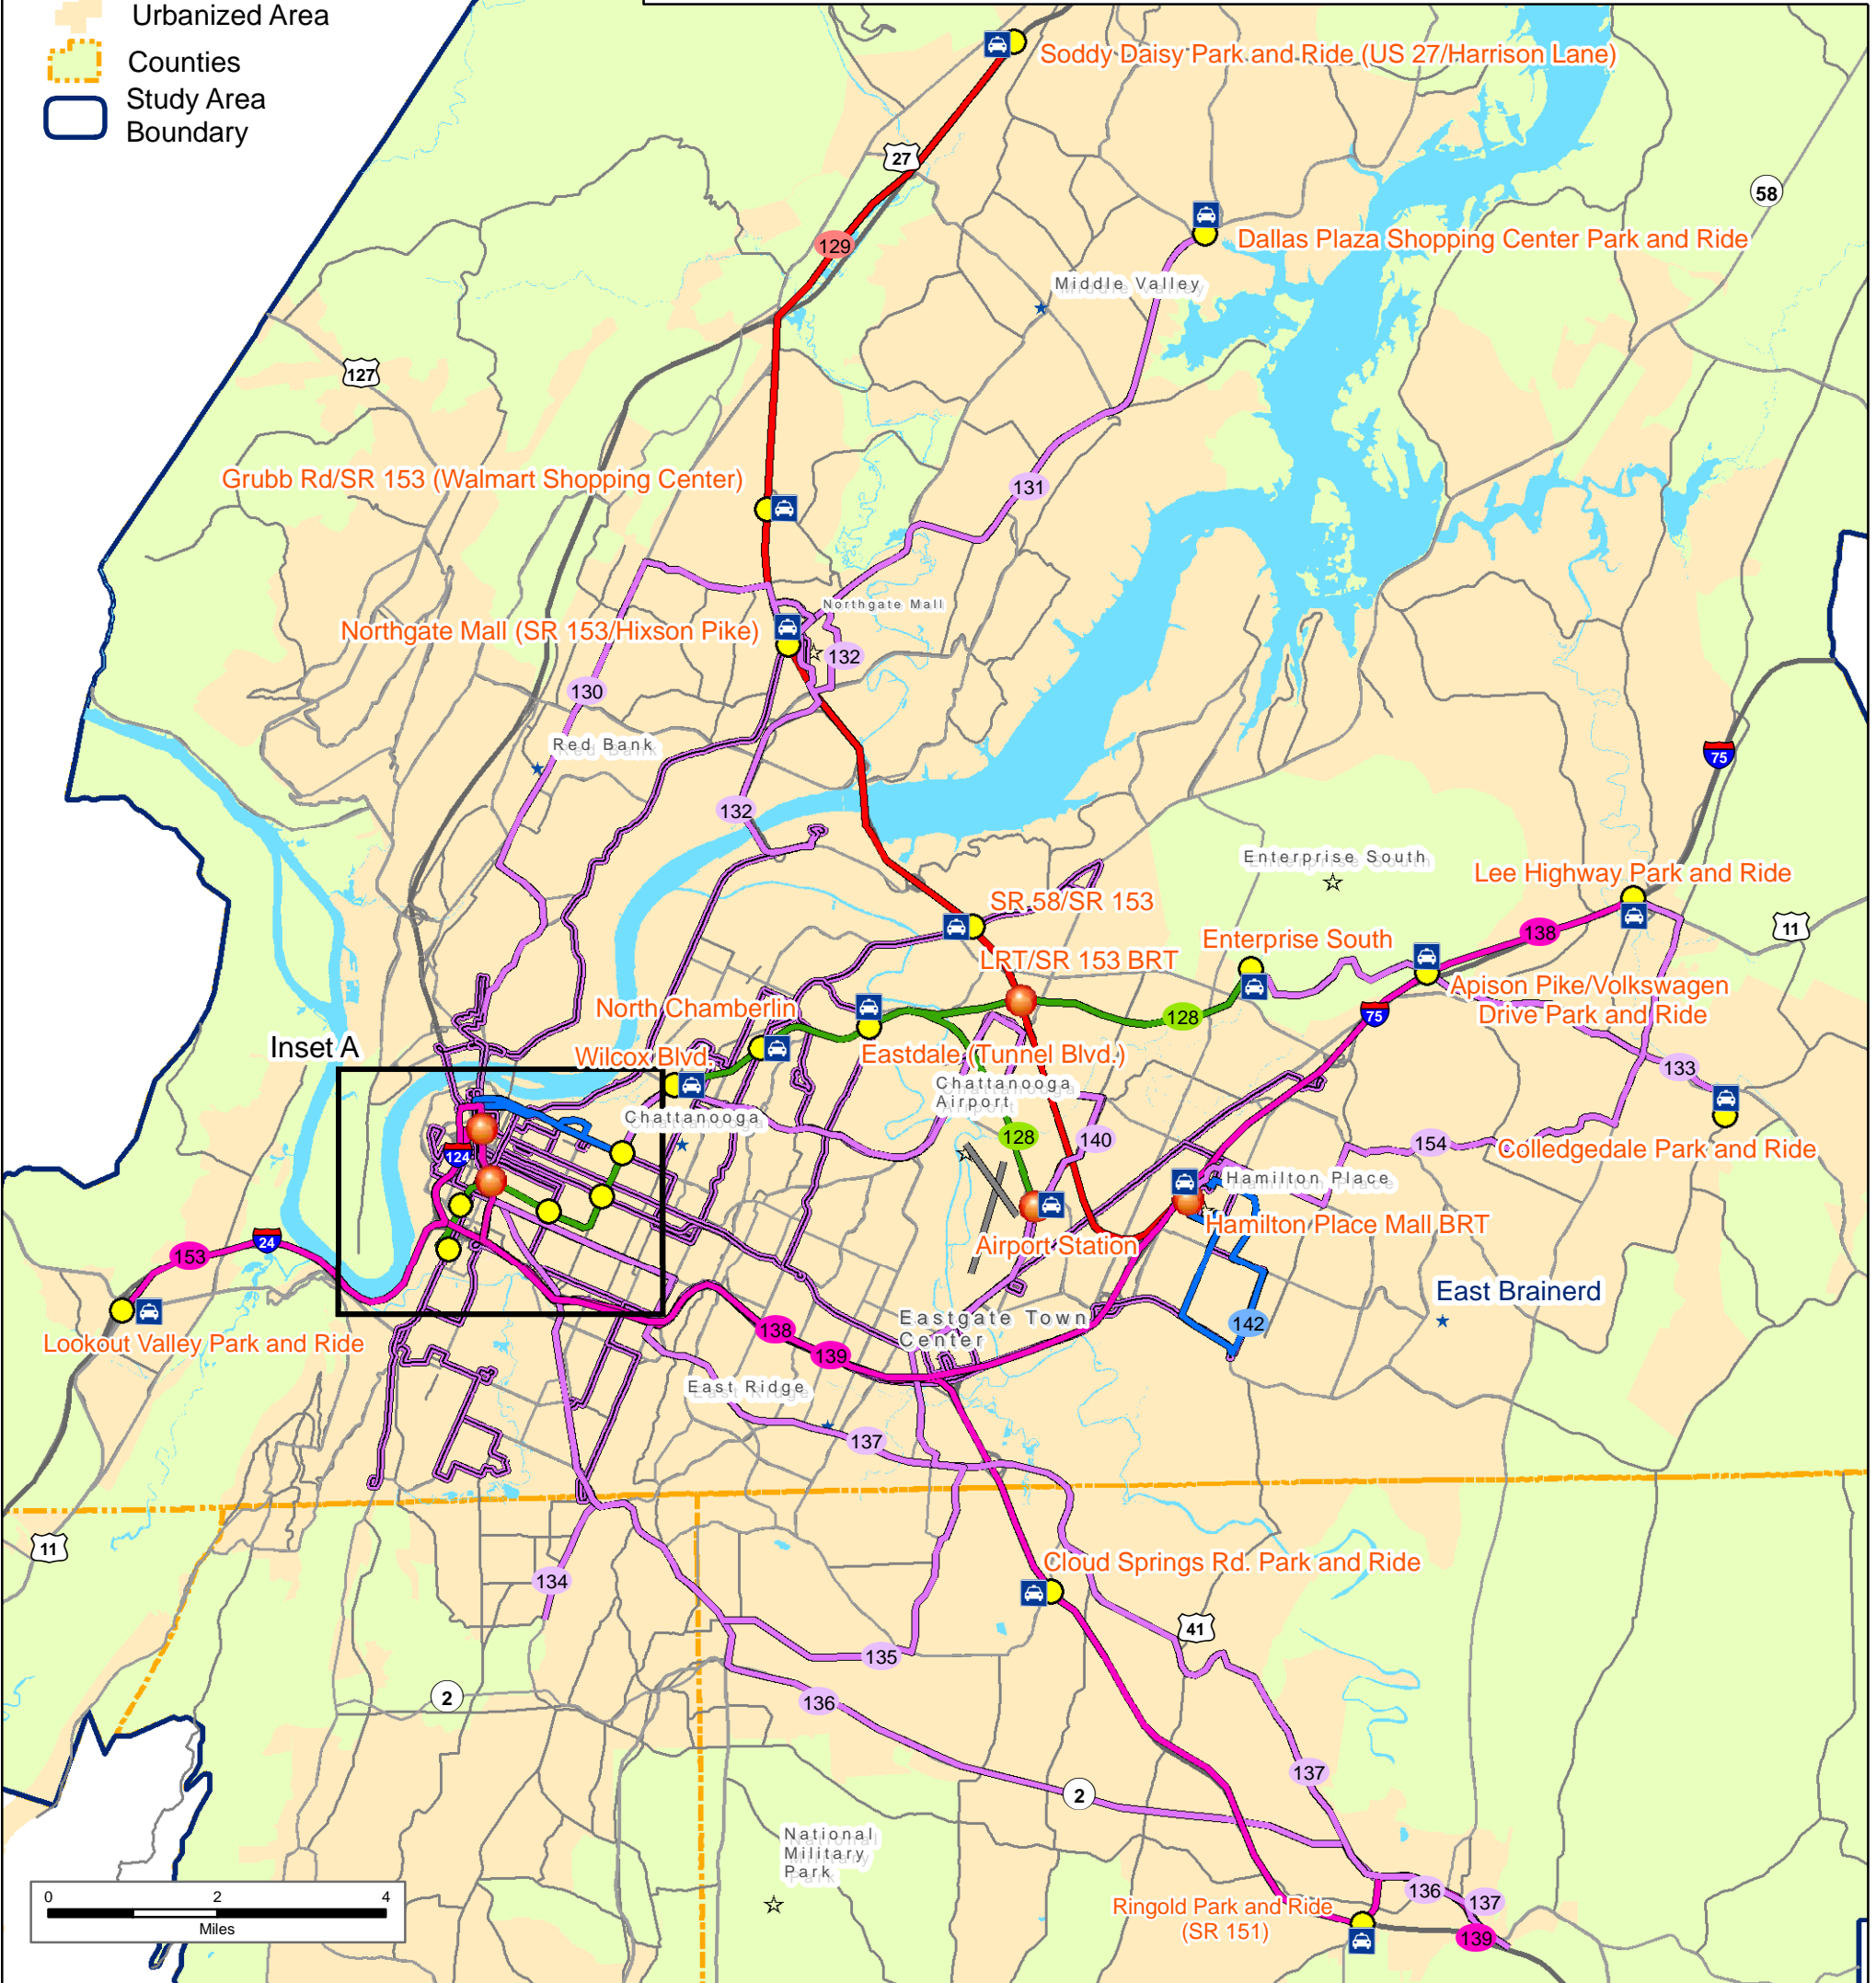 Urbanized Area
Counties
Study Area
Boundary
Soddy Daisy Park and Ride (US 27/Harrison Lane)
27
58
129
Dallas Plaza Shopping Center Park and Ride
Middle Valley
127
Grubb Rd/SR 153 (Walmart Shopping Center)
131
Northgate Mall
Northgate Mall (SR 153/Hixson Pike)
132
130
Red Bank
75
132
Enterprise South
Lee Highway Park and Ride
SR 58/SR 153
11
138
Enterprise South
LRT/SR 153 BRT
Apison Pike/Volkswagen
Drive Park and Ride
North Chamberlin
128
75
Inset A
Wilcox Blvd.
Eastdale (Tunnel Blvd.)
133
Chattanooga
Airport
Chattanooga
128
140
154
Colledgedale Park and Ride
124
Hamilton Place
Hamilton Place Mall BRT
24
153
Airport Station
East Brainerd
Lookout Valley Park and Ride
Eastgate Town
Center
142
138
139
East Ridge
137
11
Cloud Springs Rd. Park and Ride
134
41
135
2
136
137
2
National
Military
Park
0 2 4
Miles
136
137
Ringold Park and Ride
(SR 151)
139